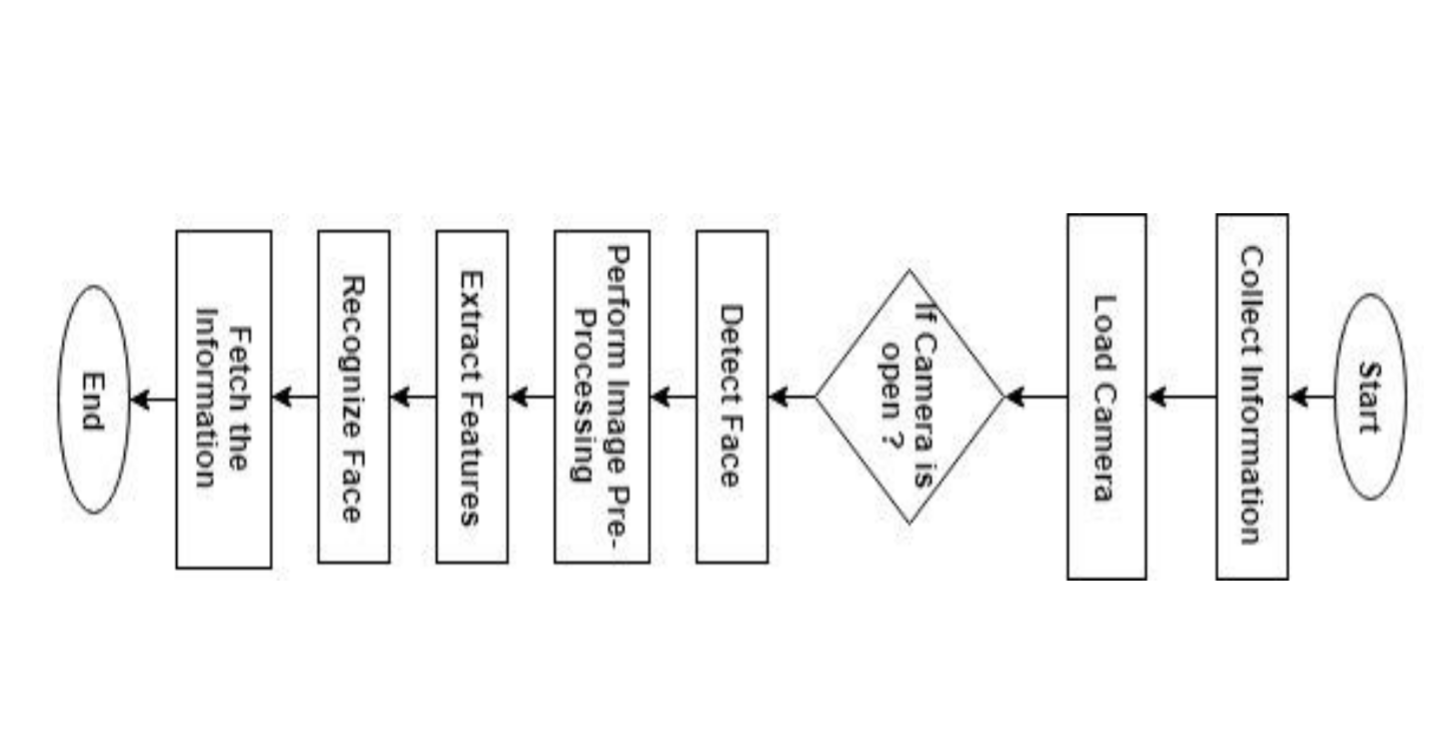 Start
Collect Information
Load Camera
If Camera is
open ?
Detect Face
Perform Image Pre-
Processing
Extract Features
Recognize Face
Fetch the
Information
End